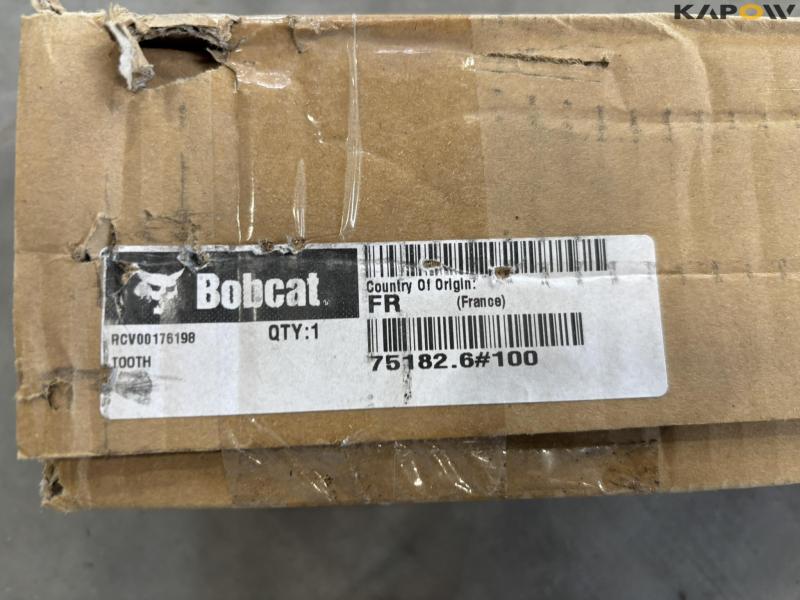 KAPOW
Bobcat
Country Of Origin:
FR (France)
RCV00176198
QTY:1
TOOTH
75182.6#100